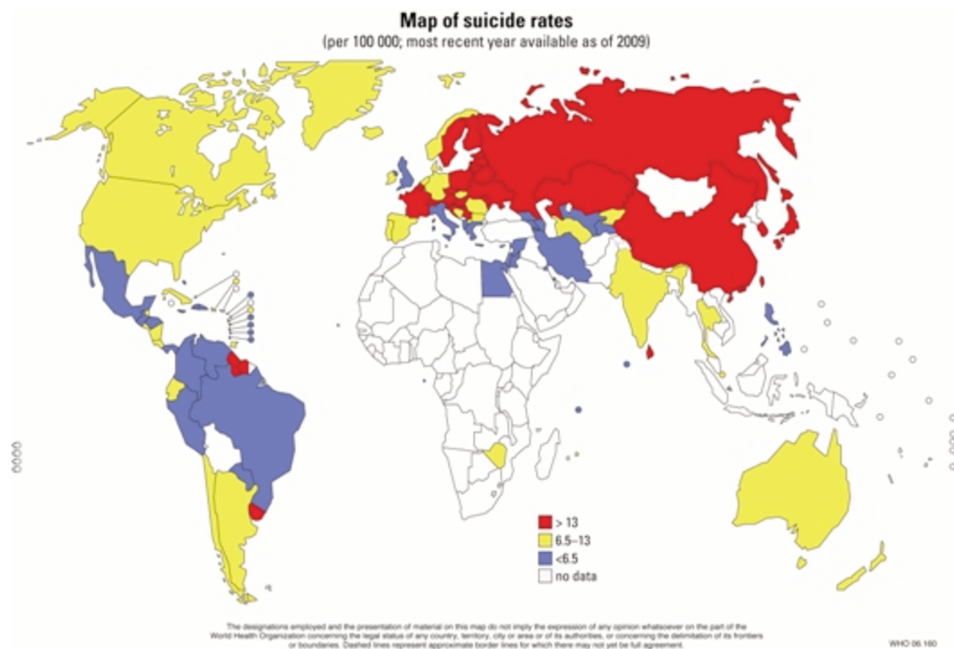 Map of suicide rates
(per 100 000; most recent year available as of 2009)
> 13
6.5–13
<6.5
no data
The designations employed and the presentation of material on this map do not imply the expression of any opinion whatsoever on the part of the
World Health Organization concerning the legal status of any country, territory, city or area or of its authorities, or concerning the delimitation of its frontiers
or boundaries. Dashed lines represent approximate border lines for which there may not yet be full agreement.
WHO 06.160